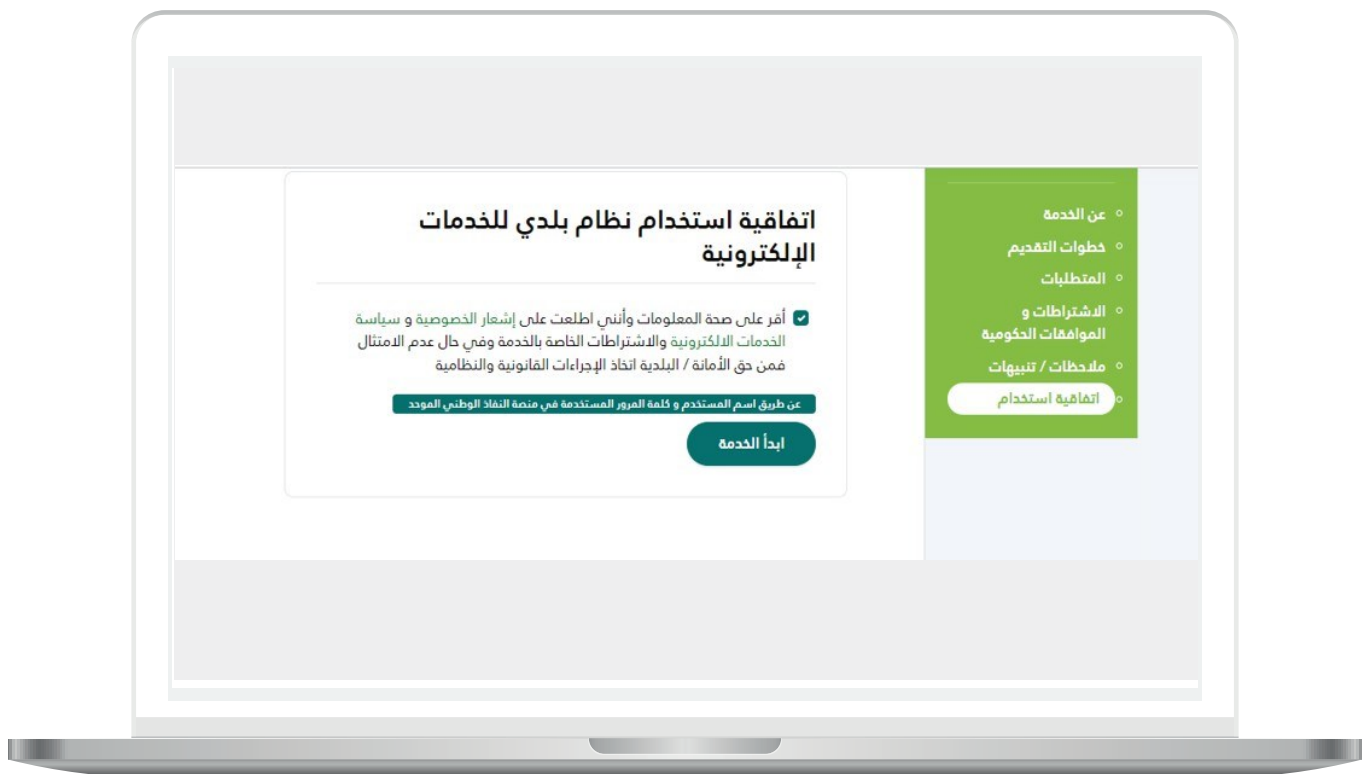 عن الخدمة
خطوات التقديم
المتطلبات
الاشتراطات و
الموافقات الحكومية
ملاحظات / تنبيهات
اتفاقية استخدام
اتفاقية استخدام نظام بلدي للخدمات
الإلكترونية
أقر على صحة المعلومات وأنني اطلعت على إشعار الخصوصية و سياسة
الخدمات الالكترونية والاشتراطات الخاصة بالخدمة وفي حال عدم الامتثال
فمن حق الأمانة / البلدية اتخاذ الإجراءات القانونية والنظامية
عن طريق اسم المستخدم و كلمة المرور المستخدمة في منصة النفاذ الوطني الموحد
ابدأ الخدمة